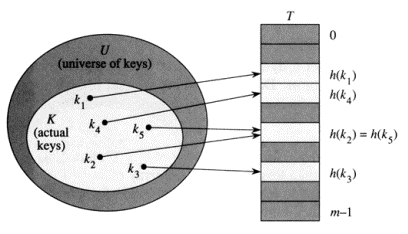 U
(universe of keys)
K
(actual
keys)
k1
k4
k5
k2
k3
T
0
h(k1)
h(k4)
h(k2) = h(k5)
h(k3)
m–1